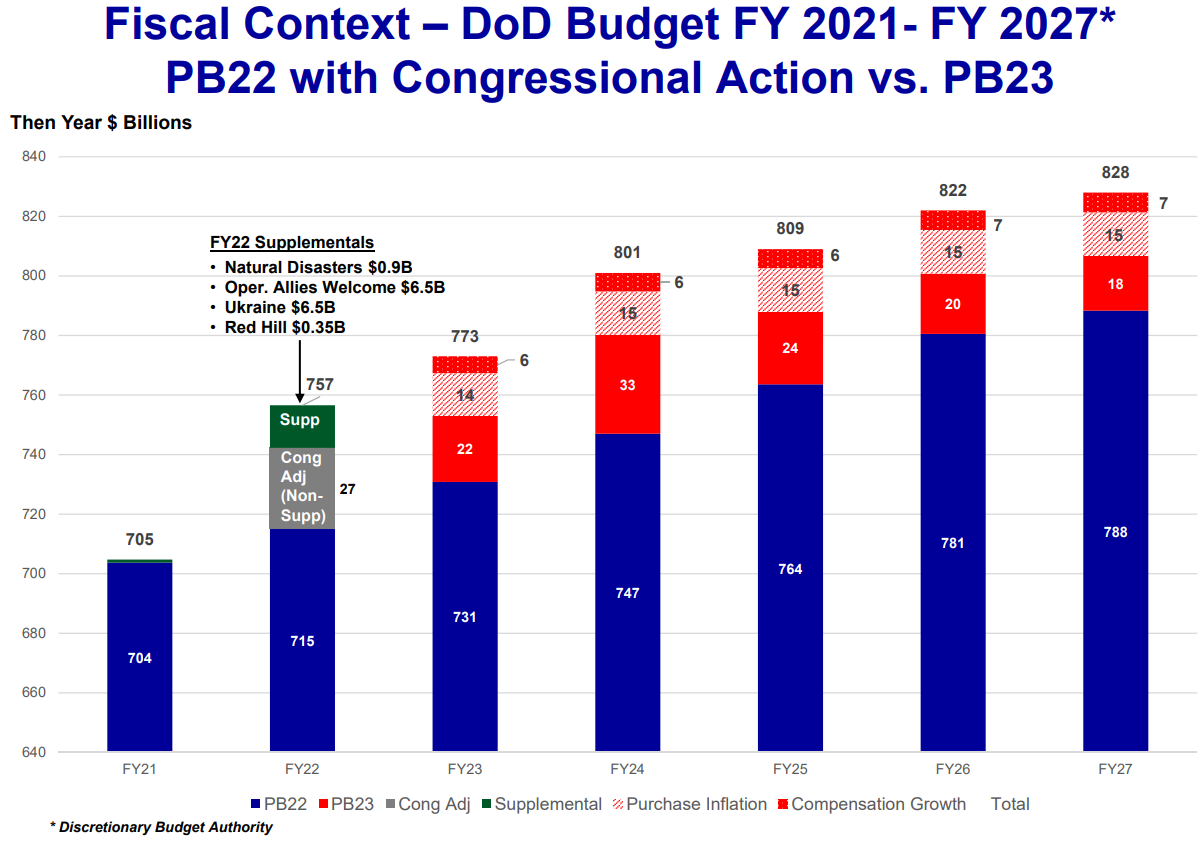 Fiscal Context – DoD Budget FY 2021- FY 2027*
PB22 with Congressional Action vs. PB23
Then Year $ Billions
840
820
800
780
760
740
720
700
680
660
640
FY22 Supplementals
• Natural Disasters $0.9B
• Oper. Allies Welcome $6.5B
• Ukraine $6.5B
• Red Hill $0.35B
705
704
757
Supp
Cong
Adj
(Non-
Supp)
27
715
773
6
14
22
731
801
6
15
33
747
809
6
15
24
764
822
7
15
20
781
828
7
15
18
788
FY21 FY22 FY23 FY24 FY25 FY26 FY27
PB22 PB23 Cong Adj Supplemental Purchase Inflation Compensation Growth Total
* Discretionary Budget Authority